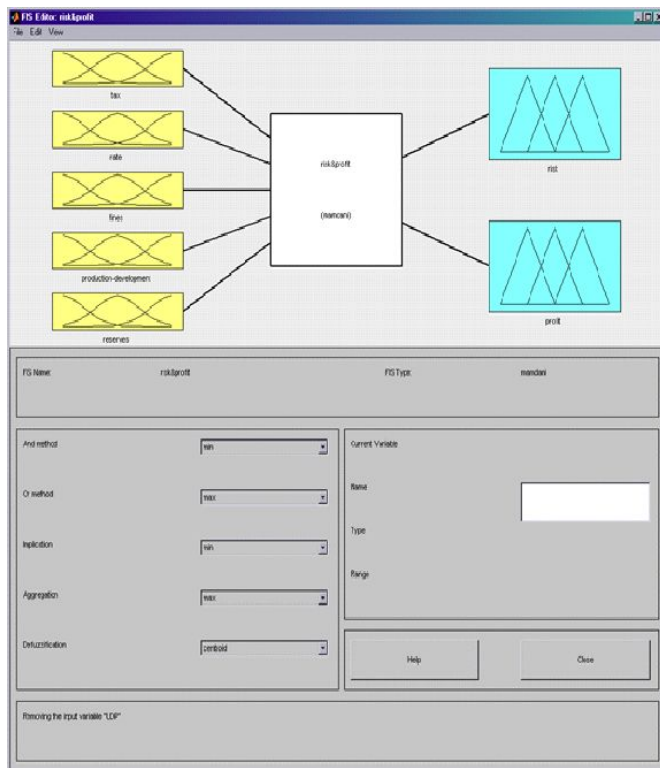 FIS Editor: risk&profit
File Edit View
tax
rate
fines
production-development
reserves
risk&profit
(mamdani)
rist
profit
FIS Name: risk&profit FIS Type: mamdani
And method min
Or method max
Implication min
Aggregation max
Defuzzification centroid
Current Variable
Name
Type
Range
Help Close
Removing the input variable "UDP"